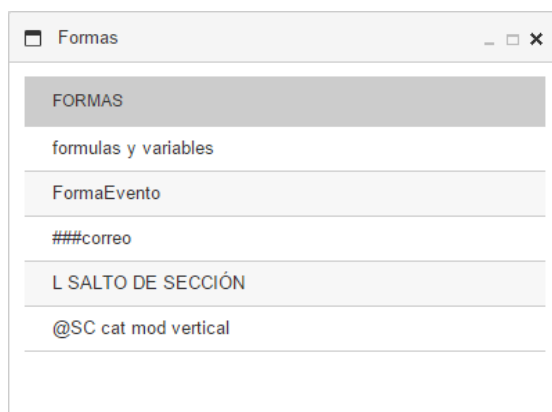 Formas
FORMAS
formulas y variables
FormaEvento
###correo
L SALTO DE SECCIÓN
@SC cat mod vertical